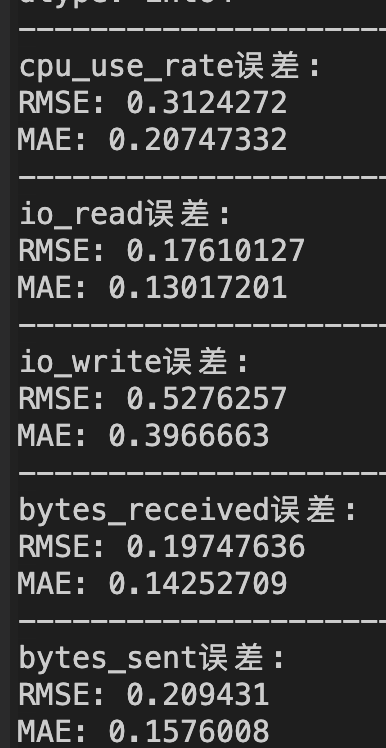 --------------------
cpu_use_rate误差：
RMSE: 0.3124272
MAE: 0.20747332
--------------------
io_read误差：
RMSE: 0.17610127
MAE: 0.13017201
--------------------
io_write误差：
RMSE: 0.5276257
MAE: 0.3966663
--------------------
bytes_received误差：
RMSE: 0.19747636
MAE: 0.14252709
--------------------
bytes_sent误差：
RMSE: 0.209431
MAE: 0.1576008